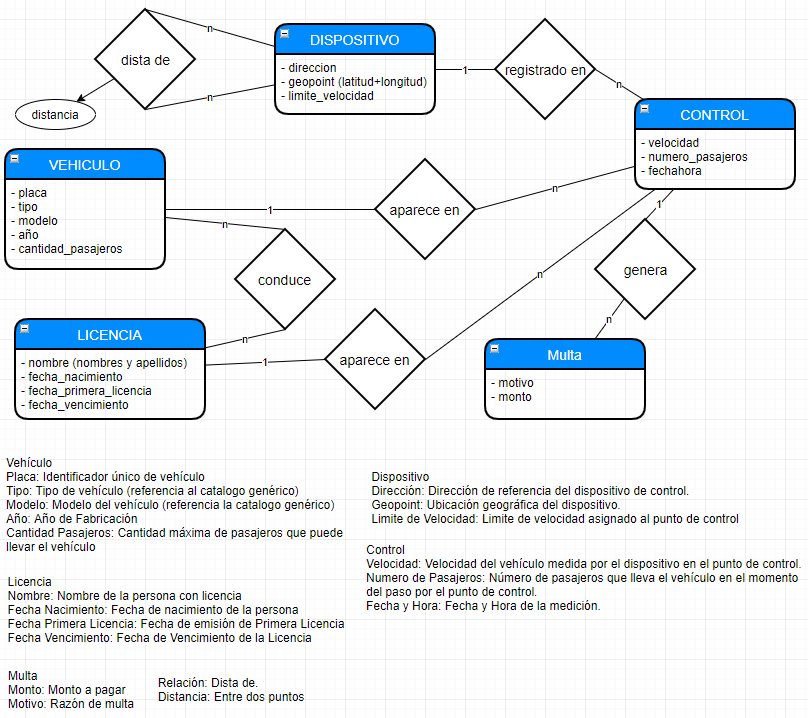 dista de
n
DISPOSITIVO
- direccion
- geopoint (latitud+longitud)
- limite_velocidad
n
distancia
1
registrado en
n
CONTROL
- velocidad
- numero_pasajeros
- fechahora
VEHICULO
- placa
- tipo
- modelo
- año
- cantidad_pasajeros
1
aparece en
n
n
conduce
n
1
genera
n
LICENCIA
- nombre (nombres y apellidos)
- fecha_nacimiento
- fecha_primera_licencia
- fecha_vencimiento
1
aparece en
n
Multa
- motivo
- monto
Vehículo
Placa: Identificador único de vehículo
Tipo: Tipo de vehículo (referencia al catalogo genérico)
Modelo: Modelo del vehículo (referencia la catalogo genérico)
Año: Año de Fabricación
Cantidad Pasajeros: Cantidad máxima de pasajeros que puede
llevar el vehículo
Dispositivo
Dirección: Dirección de referencia del dispositivo de control.
Geopoint: Ubicación geográfica del dispositivo.
Limite de Velocidad: Limite de velocidad asignado al punto de control
Control
Velocidad: Velocidad del vehículo medida por el dispositivo en el punto de control.
Numero de Pasajeros: Número de pasajeros que lleva el vehículo en el momento
del paso por el punto de control.
Fecha y Hora: Fecha y Hora de la medición.
Licencia
Nombre: Nombre de la persona con licencia
Fecha Nacimiento: Fecha de nacimiento de la persona
Fecha Primera Licencia: Fecha de emisión de Primera Licencia
Fecha Vencimiento: Fecha de Vencimiento de la Licencia
Multa
Monto: Monto a pagar
Motivo: Razón de multa
Relación: Dista de.
Distancia: Entre dos puntos